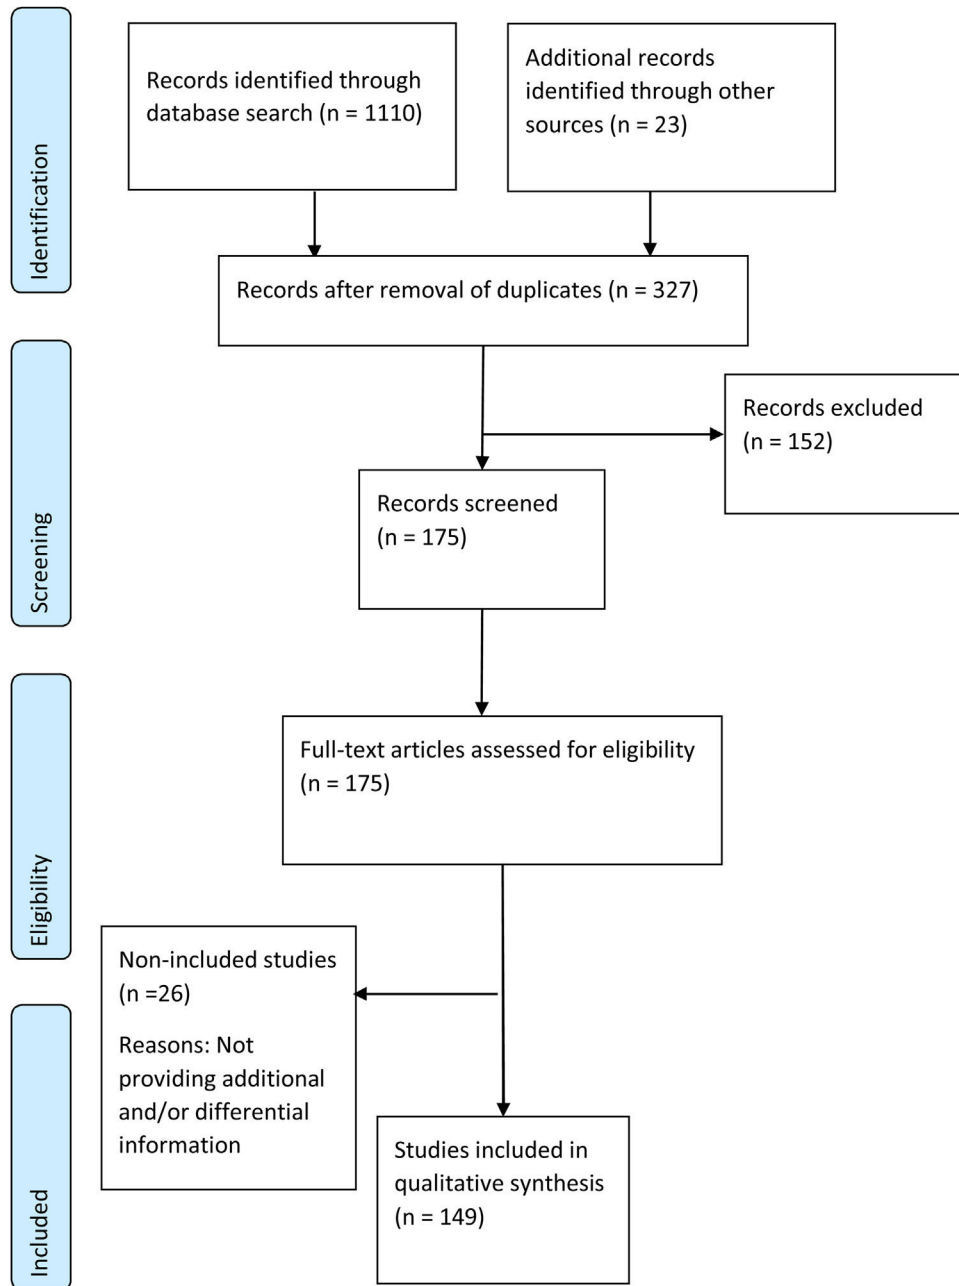 Identification
Records identified through
database search (n = 1110)
Additional records
identified through other
sources (n = 23)
Records after removal of duplicates (n = 327)
Screening
Records excluded
(n = 152)
Records screened
(n = 175)
Eligibility
Full-text articles assessed for eligibility
(n = 175)
Non-included studies
(n =26)
Reasons: Not
providing additional
and/or differential
information
Included
Studies included in
qualitative synthesis
(n = 149)